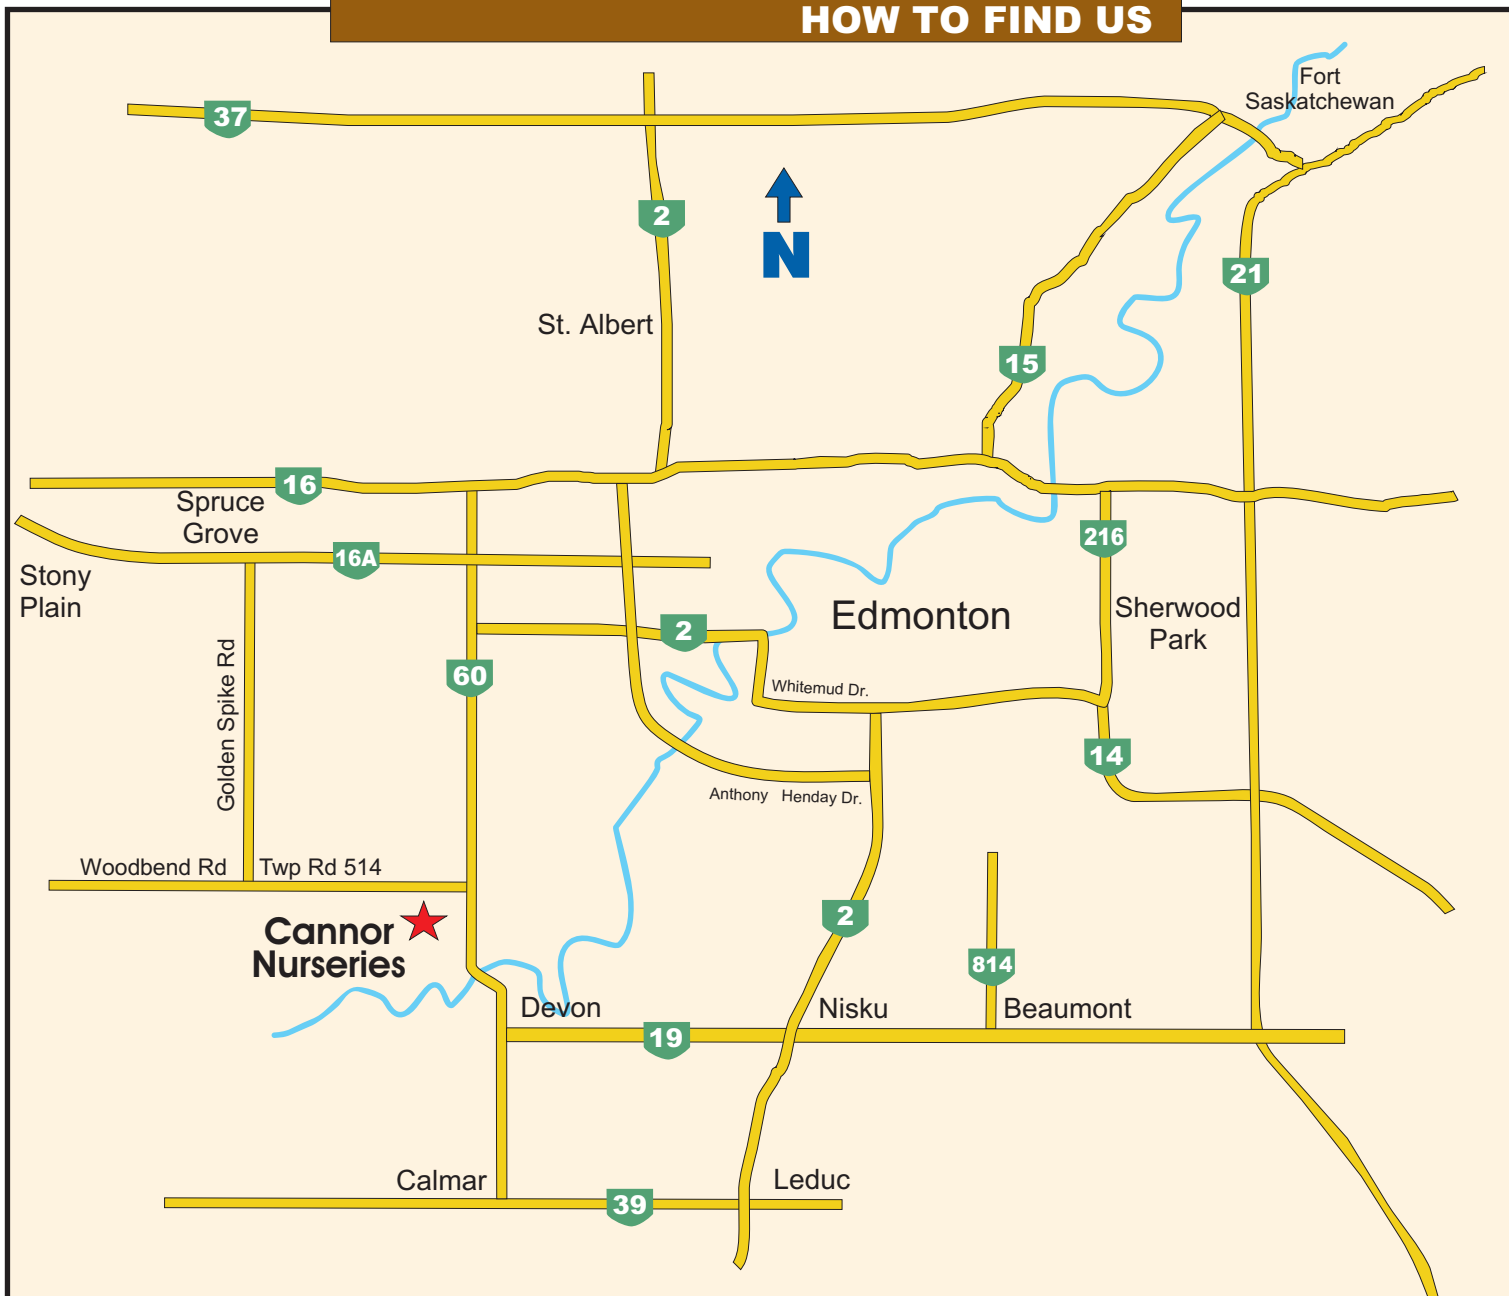 HOW TO FIND US
Fort
Saskatchewan
37
2
N
21
St. Albert
15
16
Spruce
Grove
216
16A
Stony
Plain
Edmonton
Sherwood
Park
2
Golden Spike Rd
60
Whitemud Dr.
14
Anthony Henday Dr.
Woodbend Rd
Twp Rd 514
2
Cannor
Nurseries
814
Devon
Nisku
Beaumont
19
Calmar
Leduc
39